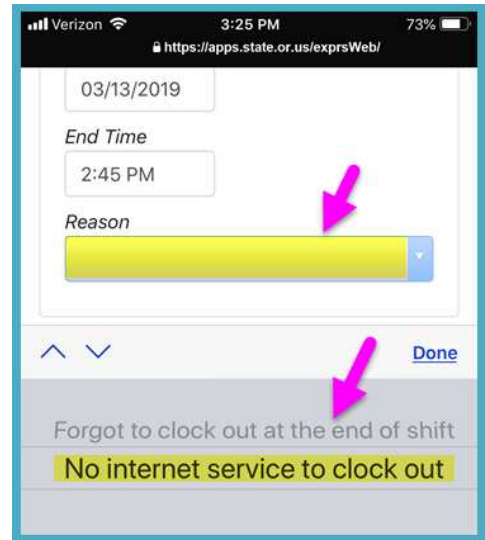 Verizon 3:25 PM 73%
https://apps.state.or.us/exprsWeb/
03/13/2019
End Time
2:45 PM
Reason
Done
Forgot to clock out at the end of shift
No internet service to clock out